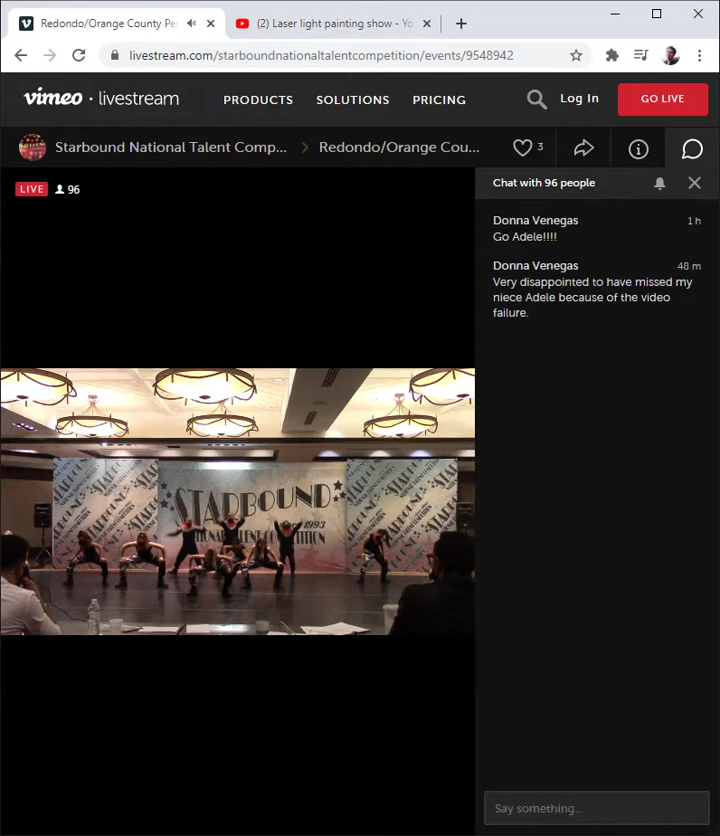 Redondo/Orange County Pe
(2) Laser light painting show - Yo
livestream.com/starboundnationaltalentcompetition/events/9548942
vimeo · livestream
PRODUCTS
SOLUTIONS
PRICING
Log In
GO LIVE
Starbound National Talent Comp...
Redondo/Orange Cou...
3
LIVE
96
Chat with 96 people
Donna Venegas
1 h
Go Adele!!!!
Donna Venegas
48 m
Very disappointed to have missed my
niece Adele because of the video
failure.
STARBOUND
1993
Say something...